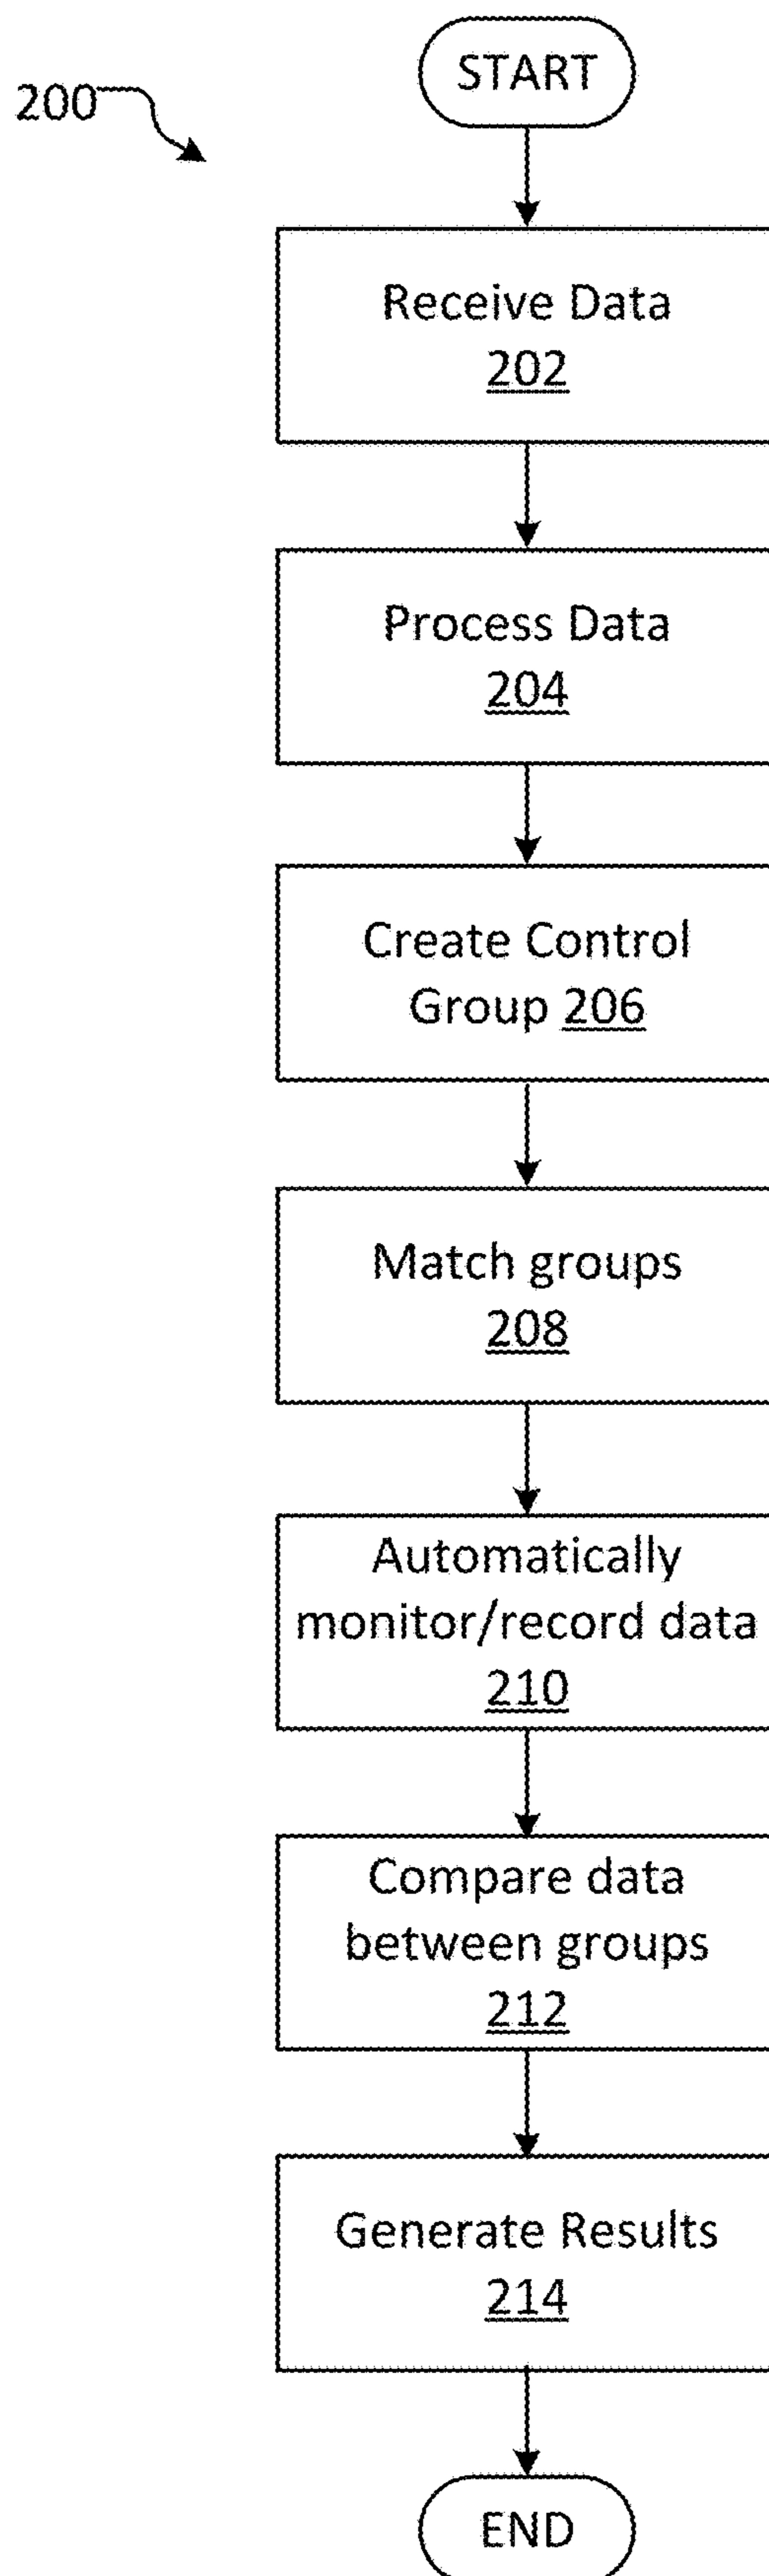 200
START
Receive Data
202
Process Data
204
Create Control
Group 206
Match groups
208
Automatically
monitor/record data
210
Compare data
between groups
212
Generate Results
214
END